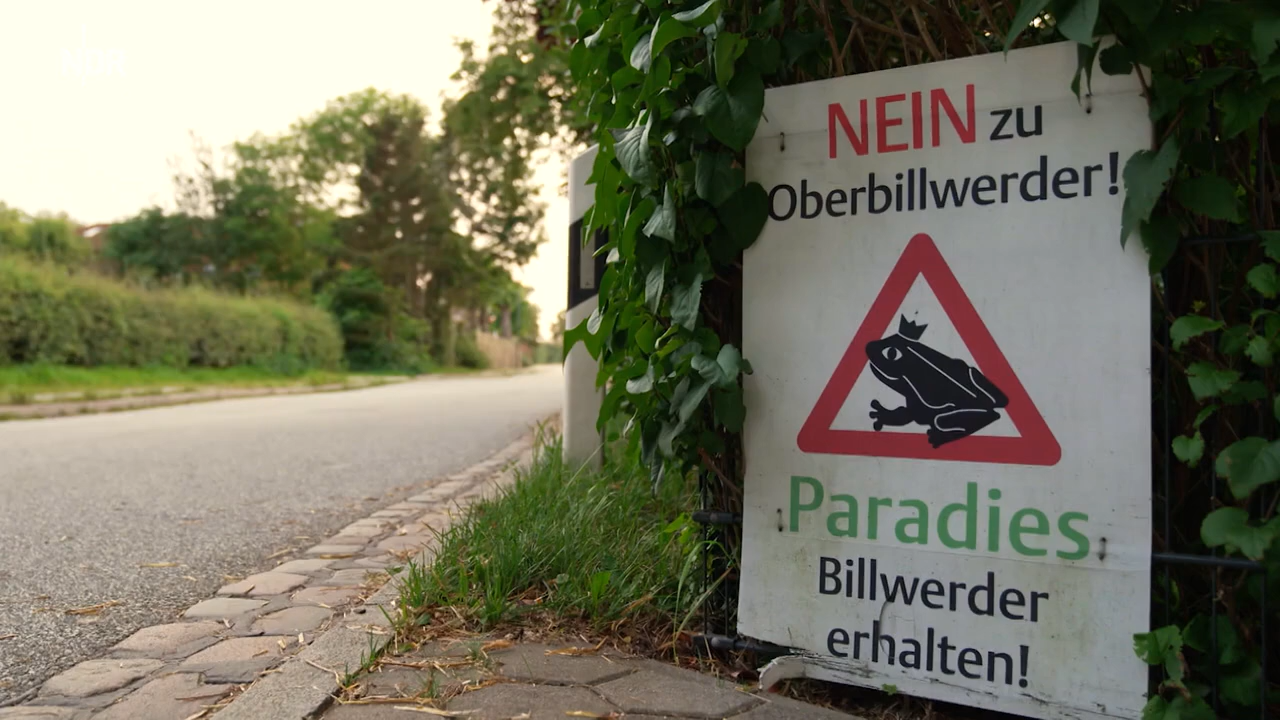 NEIN zu
Oberbillwerder!
Paradies
Billwerder
erhalten!